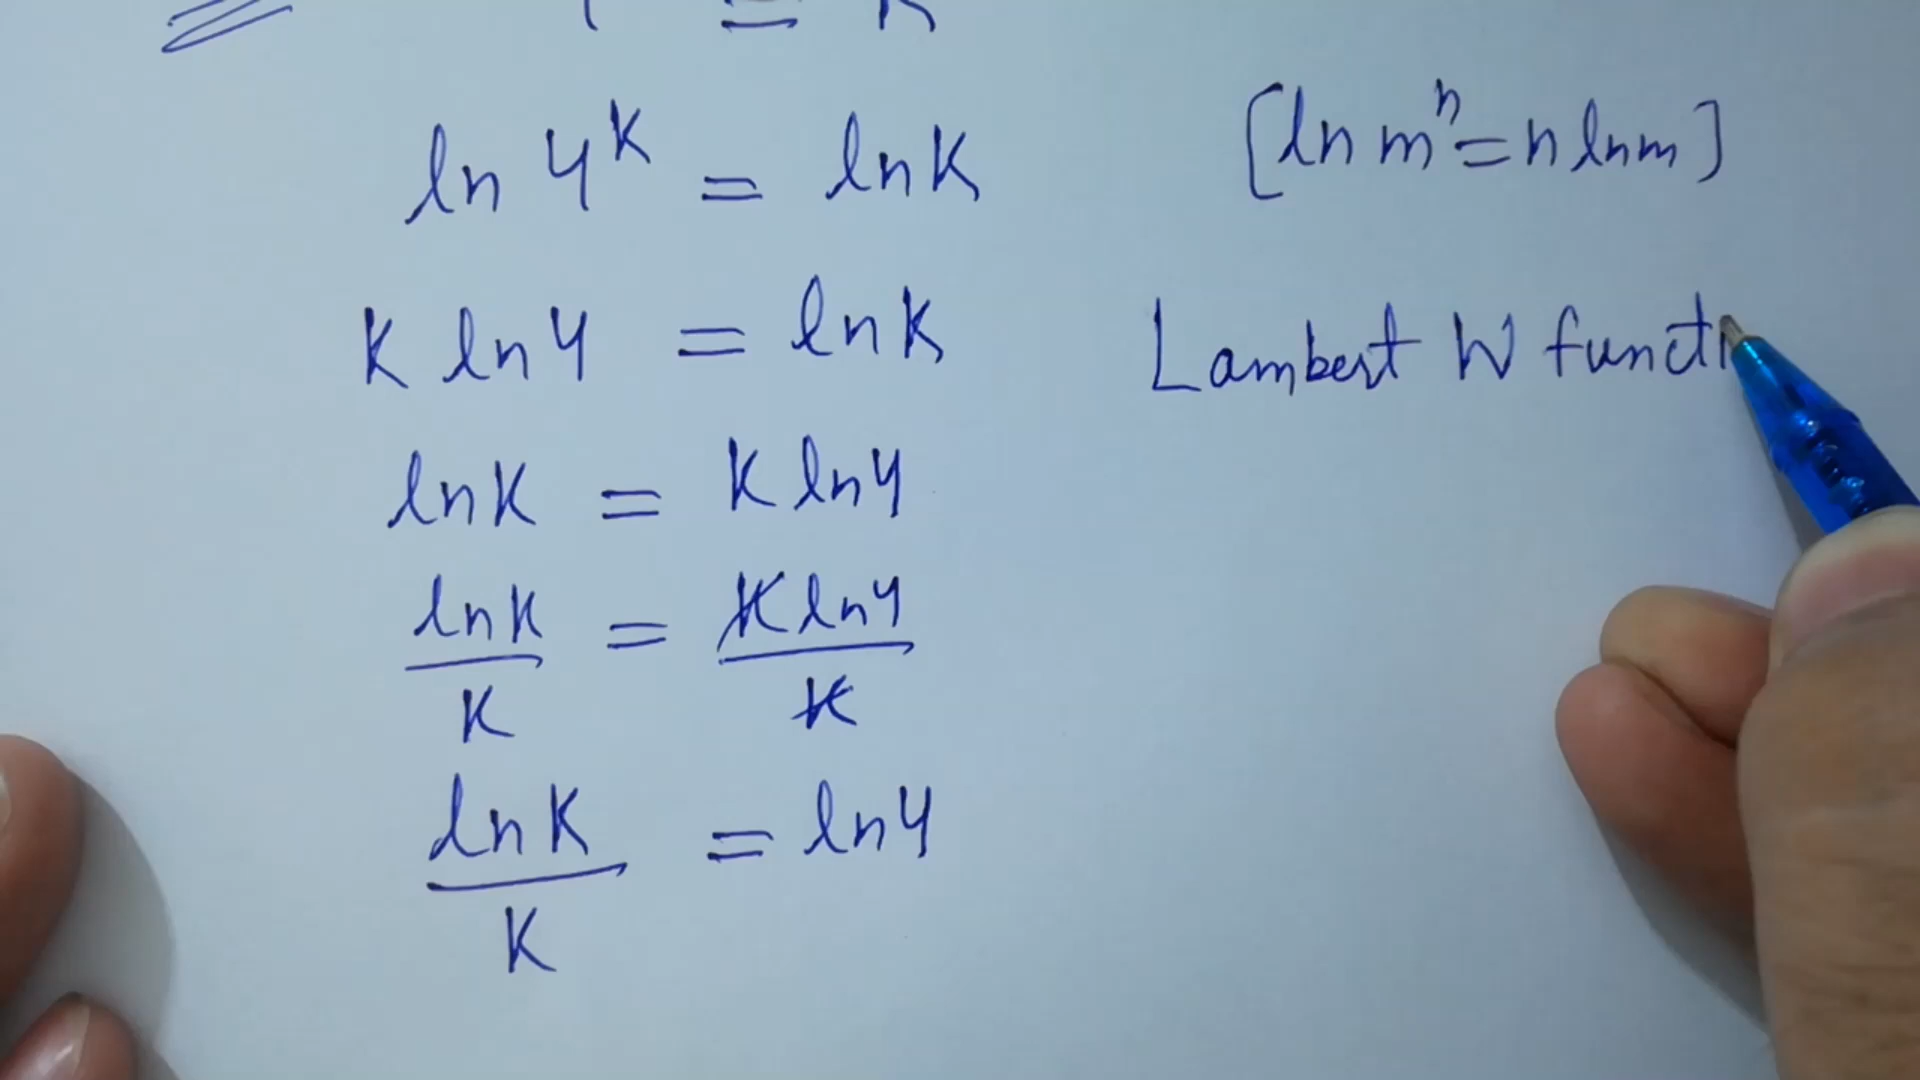 = K
ln 4^K = ln K
[ln m^n = n ln m]
K ln 4 = ln K
Lambert W functi
ln K = K ln 4
ln K / K = K ln 4 / K
ln K / K = ln 4